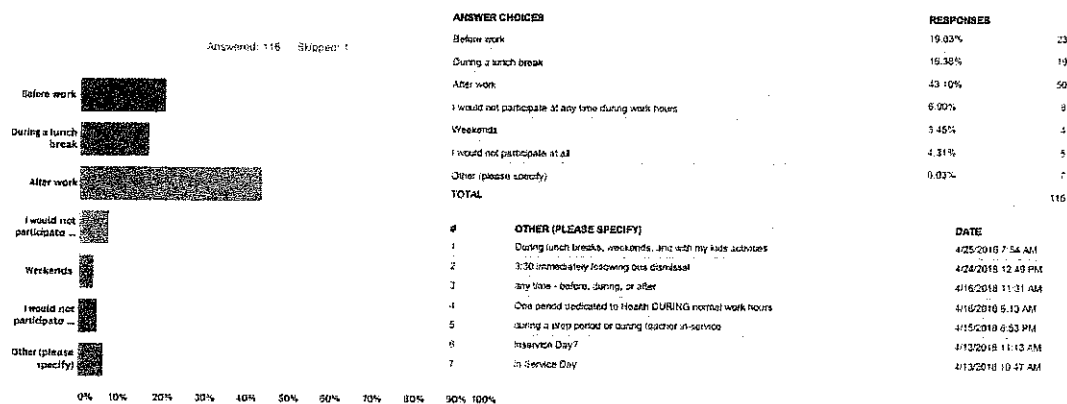 Answered: 116 Skipped: 1
Before work
During a lunch
break
After work
I would not
participate ...
Weekends
I would not
participate ...
Other (please
specify)
0% 10% 20% 30% 40% 50% 60% 70% 80% 90% 100%
ANSWER CHOICES RESPONSES
Before work 19.83% 23
During a lunch break 16.38% 19
After work 43.10% 50
I would not participate at any time during work hours 6.90% 8
Weekends 3.45% 4
I would not participate at all 4.31% 5
Other (please specify) 6.03% 7
TOTAL 116
# OTHER (PLEASE SPECIFY) DATE
1 During lunch breaks, weekends, and with my kids activities 4/25/2018 7:54 AM
2 3:30 immediately following bus dismissal 4/24/2018 12:49 PM
3 any time - before, during, or after 4/16/2018 11:31 AM
4 One period dedicated to Health DURING normal work hours 4/16/2018 AM
5 during a prep period or during teacher in-service 4/15/2018 6:53 PM
6 Inservice Day? 4/13/2018 11:13 AM
7 In Service Day 4/13/2018 10:47 AM